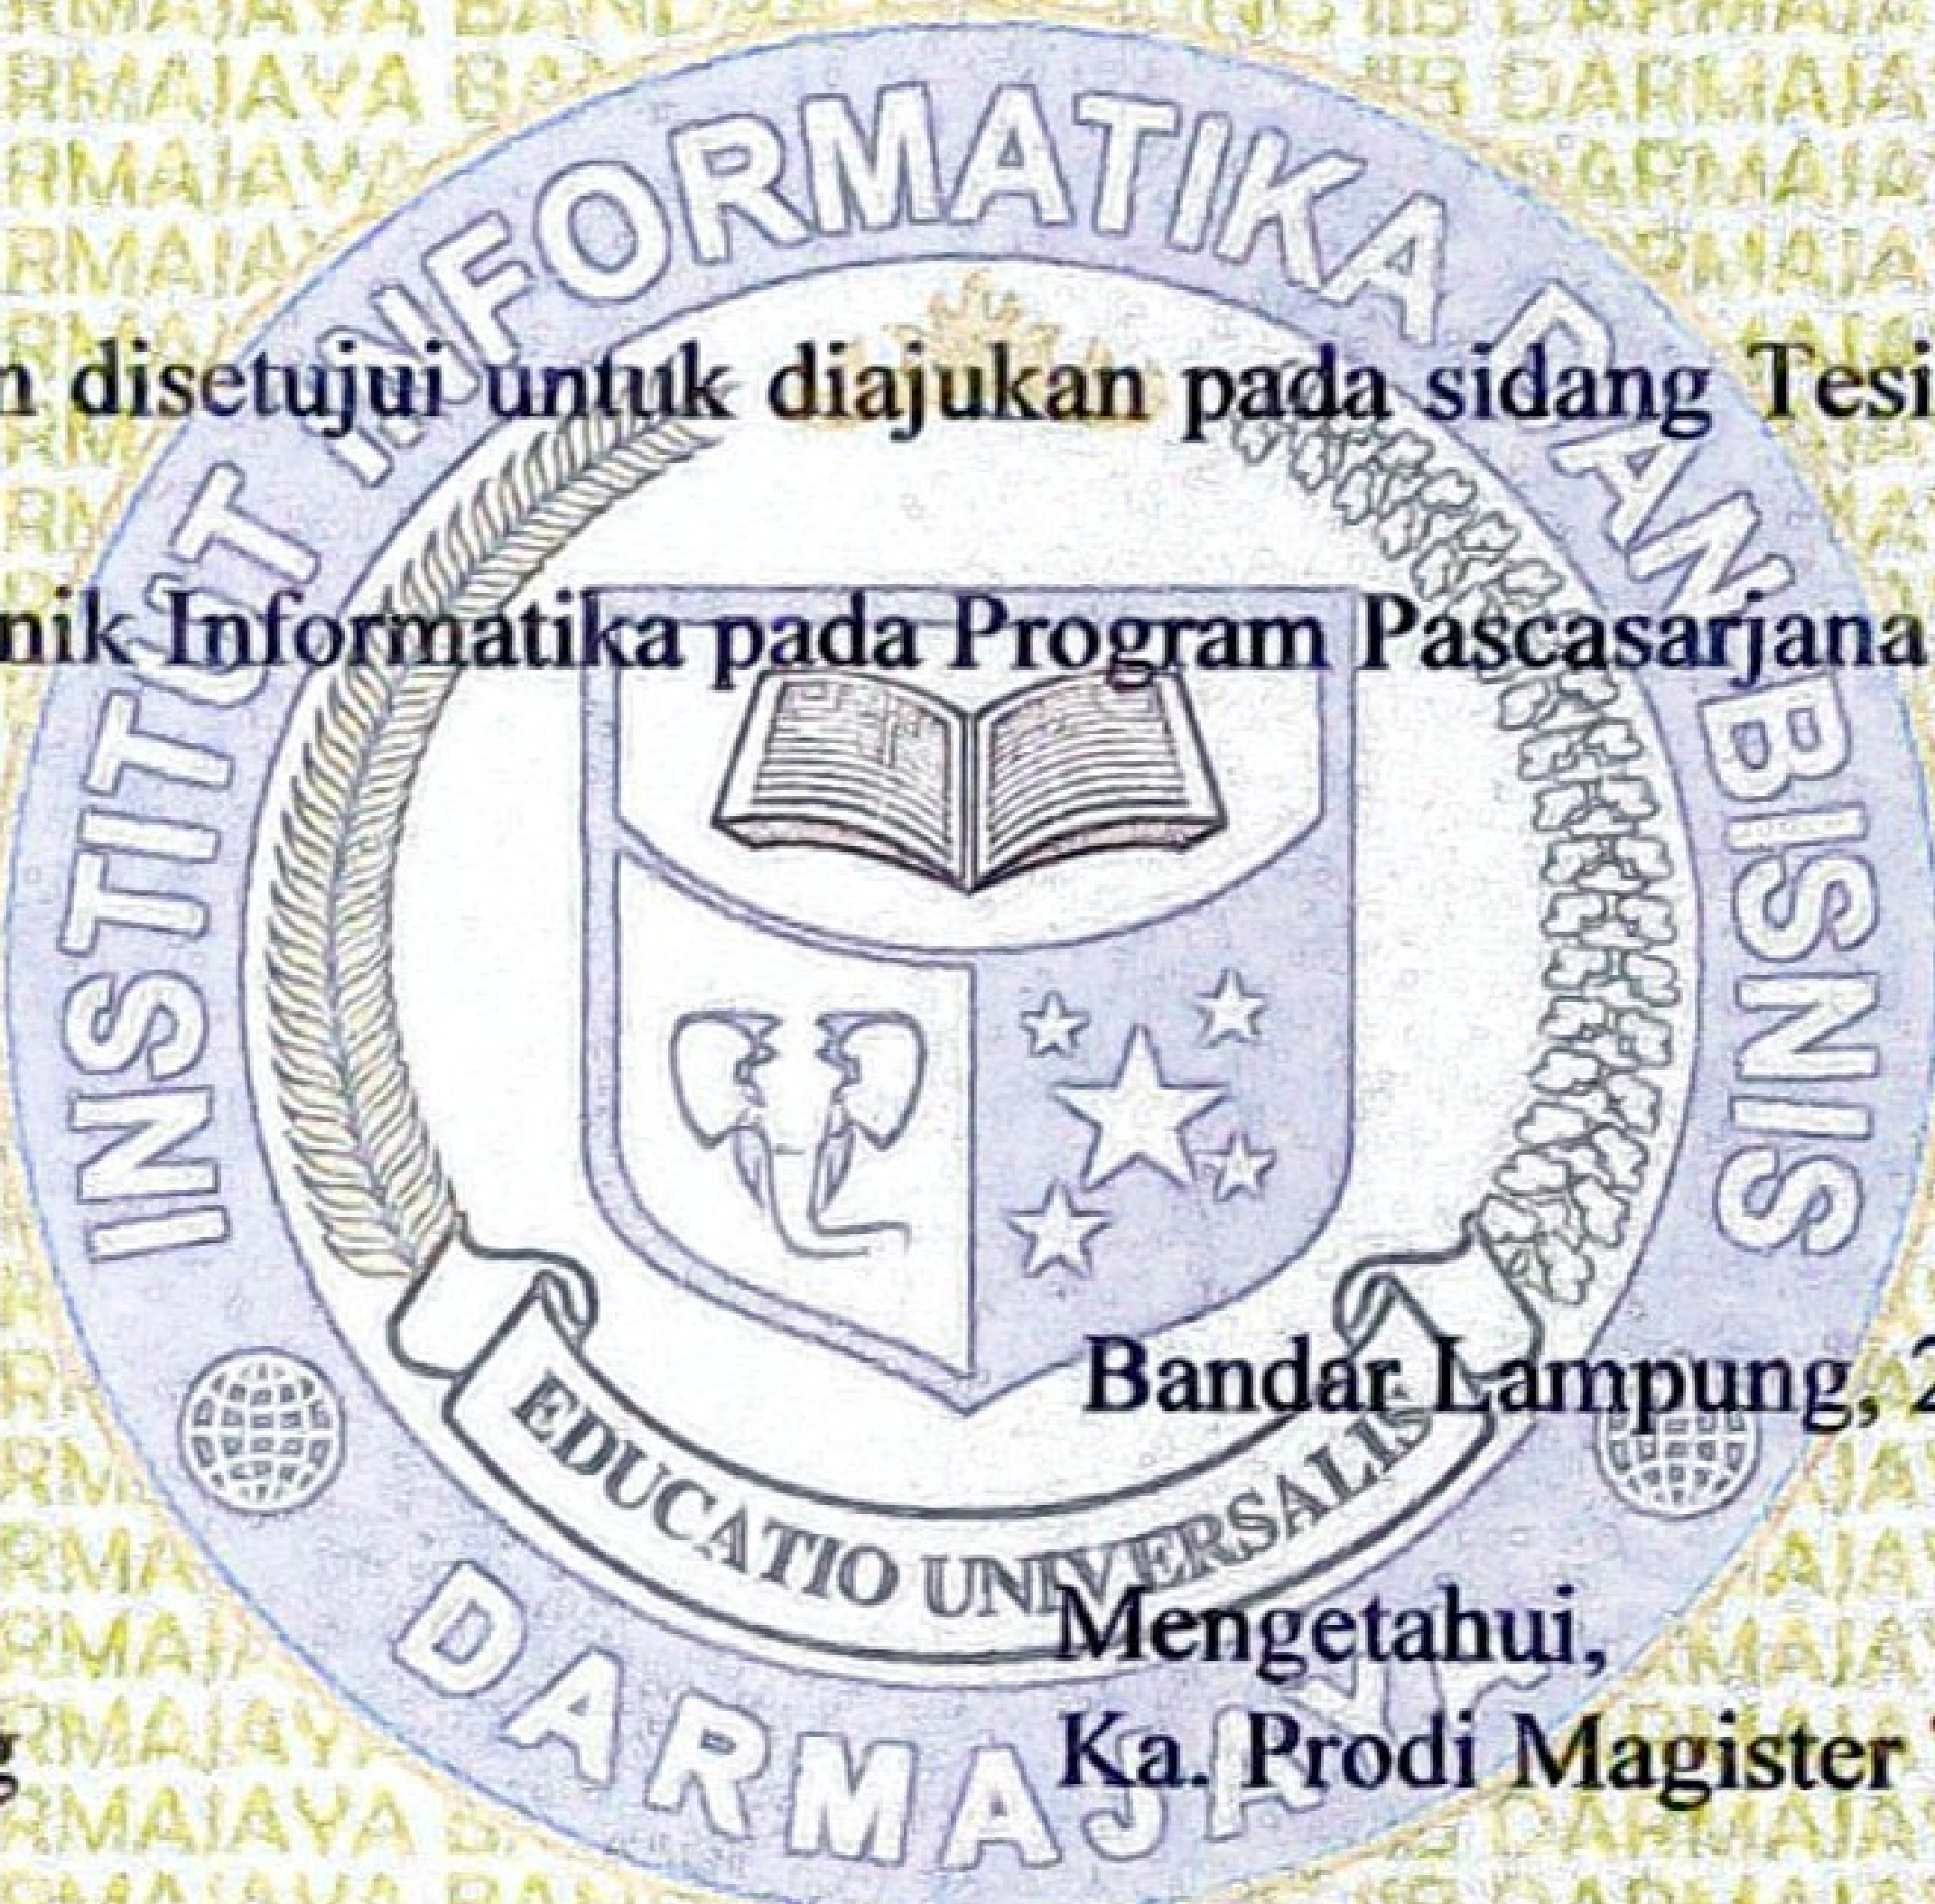 INSTITUT INFORMATIKA DAN BISNIS
n disetujui untuk diajukan pada sidang Tesi
nik Informatika pada Program Pascasarjana
Bandar Lampung, 2
EDUCATIO UNIVERSALIS
Mengetahui,
DARMAJAYA
g
Ka. Prodi Magister